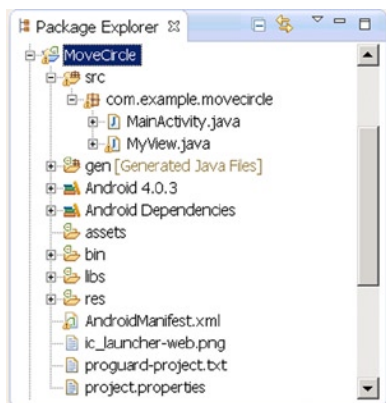 Package Explorer
MoveCircle
src
com.example.movecircle
MainActivity.java
MyView.java
gen [Generated Java Files]
Android 4.0.3
Android Dependencies
assets
bin
libs
res
AndroidManifest.xml
ic_launcher-web.png
proguard-project.txt
project.properties